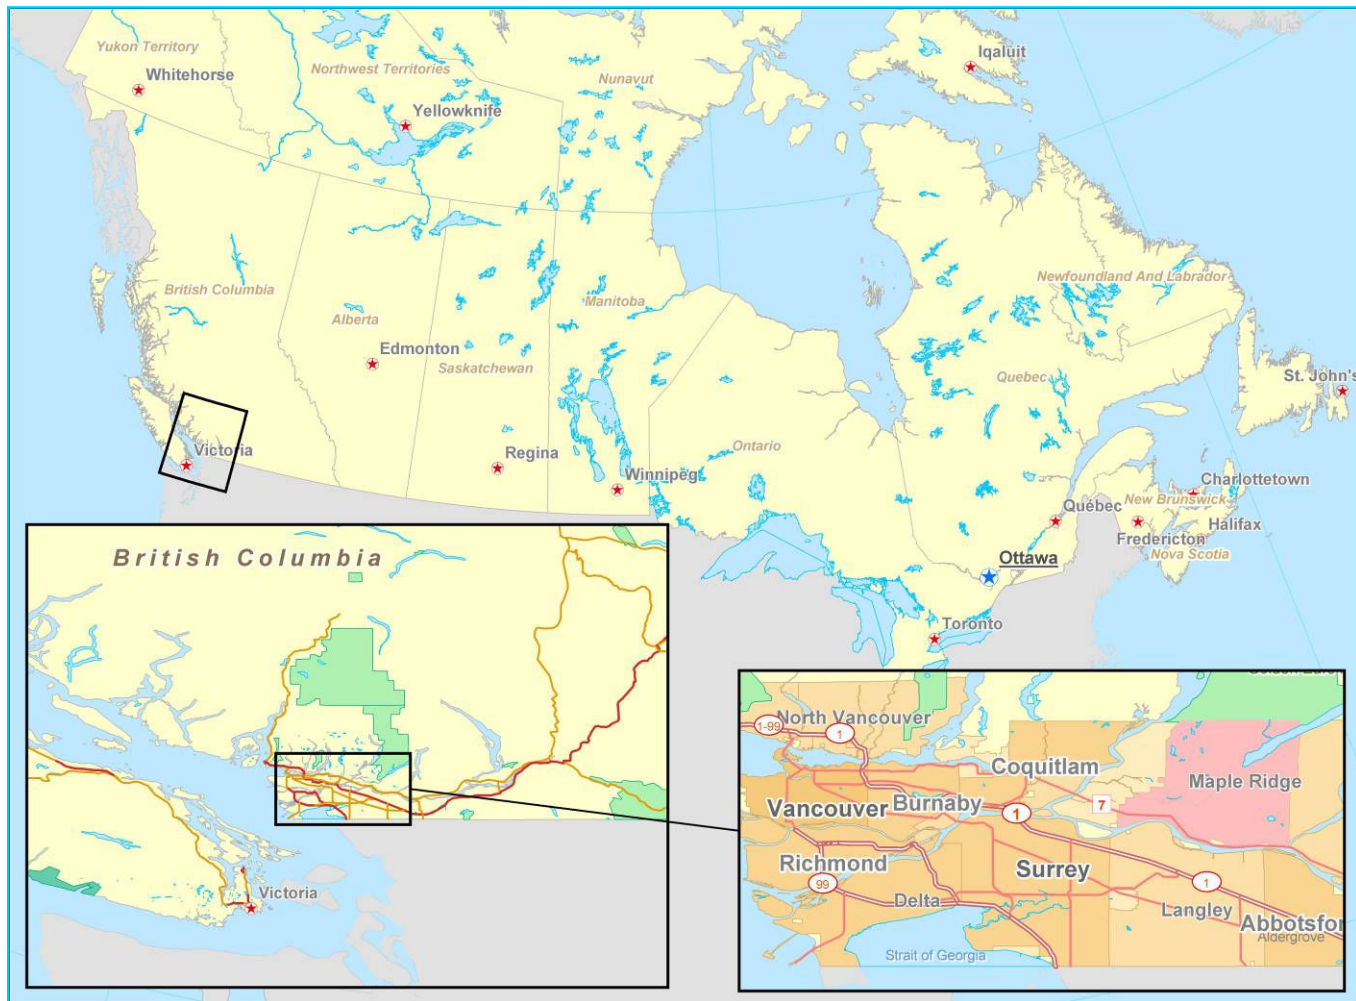 Yukon Territory
Whitehorse
Northwest Territories
Yellowknife
Nunavut
Iqaluit
British Columbia
Alberta
Edmonton
Saskatchewan
Manitoba
Newfoundland And Labrador
Quebec
St. John's
Ontario
Victoria
Regina
Winnipeg
Charlottetown
New Brunswick
Québec
Halifax
Fredericton
Nova Scotia
Ottawa
Toronto
British Columbia
Victoria
North Vancouver
1-99
1
Coquitlam
Maple Ridge
7
Vancouver
Burnaby
1
Richmond
Surrey
99
1
Delta
Langley
Abbotsfor
Aldergrove
Strait of Georgia